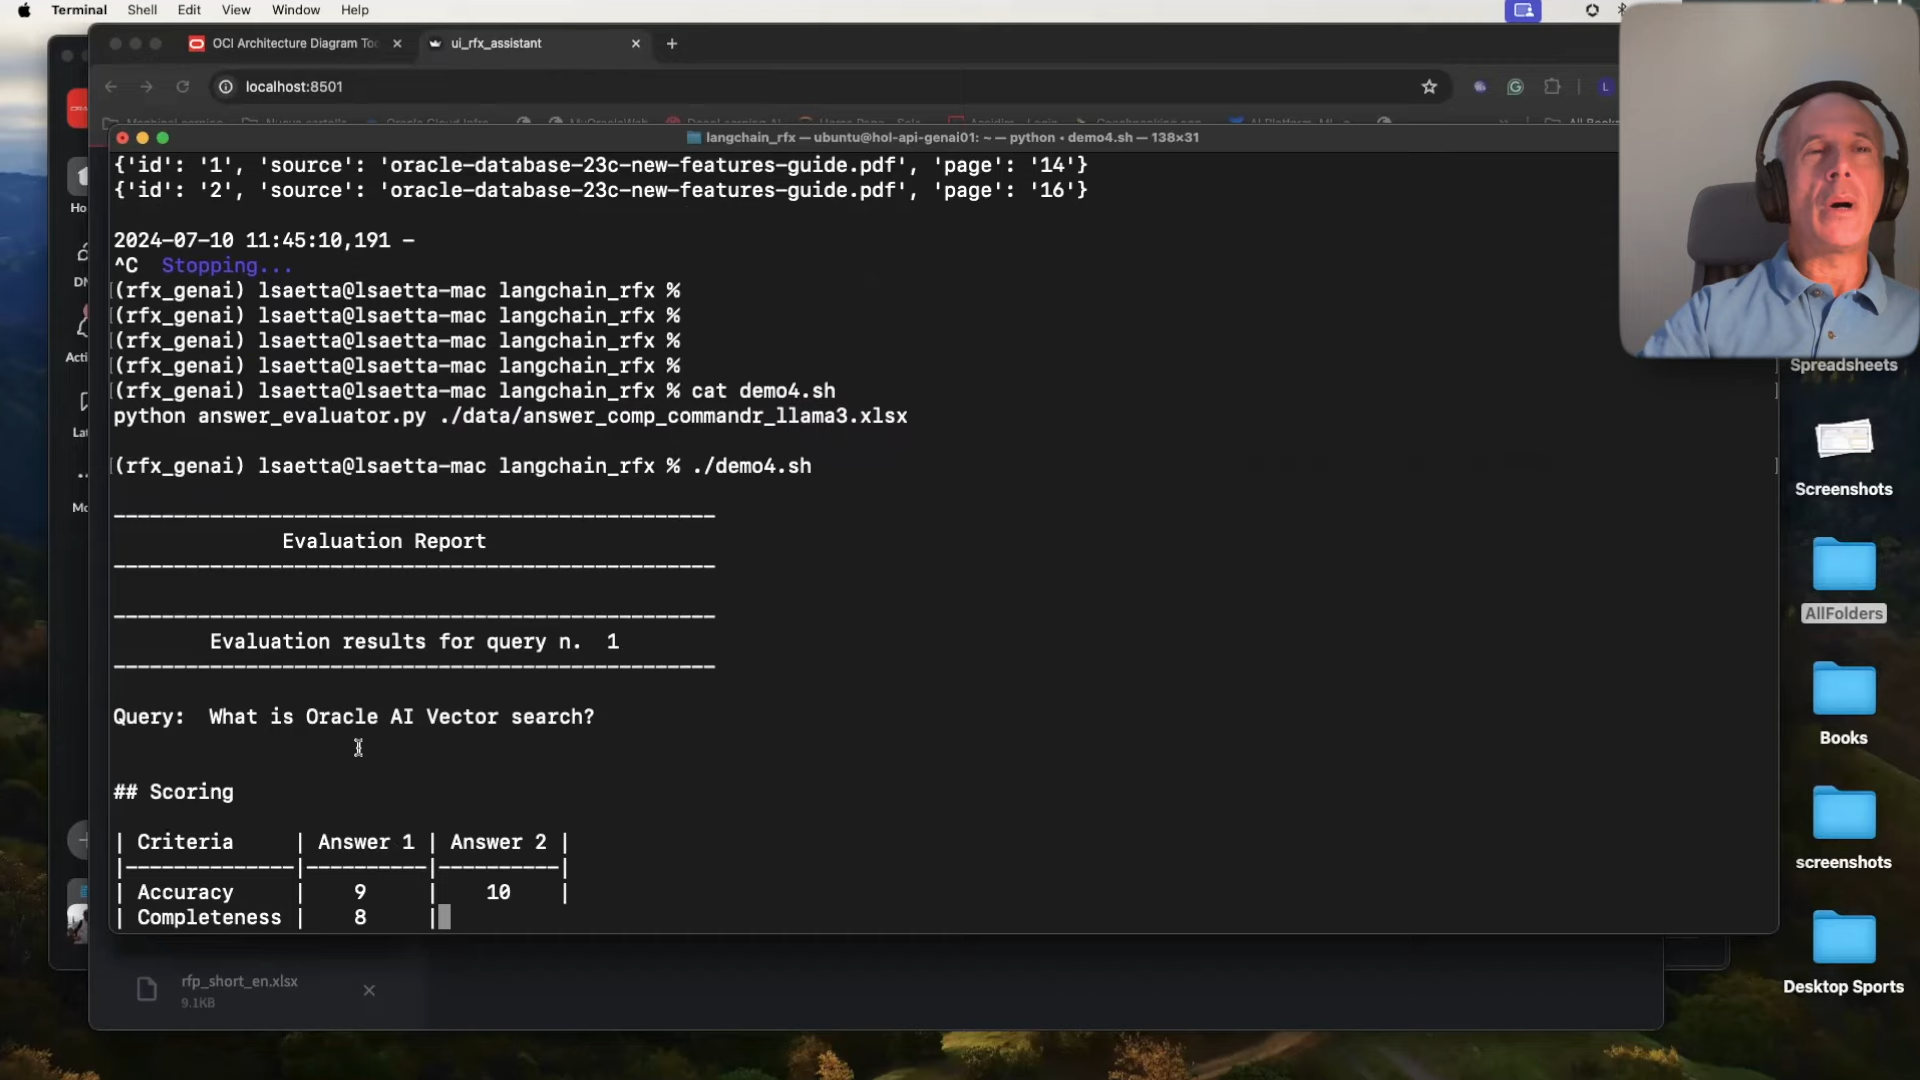 Terminal Shell Edit View Window Help
OCI Architecture Diagram Too
ui_rfx_assistant
localhost:8501
langchain_rfx — ubuntu@hol-api-genai01: ~ — python • demo4.sh — 138×31
{'id': '1', 'source': 'oracle-database-23c-new-features-guide.pdf', 'page': '14'}
{'id': '2', 'source': 'oracle-database-23c-new-features-guide.pdf', 'page': '16'}
2024-07-10 11:45:10,191 -
^C Stopping...
(rfx_genai) lsaetta@lsaetta-mac langchain_rfx %
(rfx_genai) lsaetta@lsaetta-mac langchain_rfx %
(rfx_genai) lsaetta@lsaetta-mac langchain_rfx %
(rfx_genai) lsaetta@lsaetta-mac langchain_rfx %
(rfx_genai) lsaetta@lsaetta-mac langchain_rfx % cat demo4.sh
python answer_evaluator.py ./data/answer_comp_commandr_llama3.xlsx
(rfx_genai) lsaetta@lsaetta-mac langchain_rfx % ./demo4.sh
Evaluation Report
Evaluation results for query n. 1
Query: What is Oracle AI Vector search?
## Scoring
| Criteria | Answer 1 | Answer 2 |
| Accuracy | 9 | 10 |
| Completeness | 8 |
rfp_short_en.xlsx
9.1KB
Spreadsheets
Screenshots
AllFolders
Books
screenshots
Desktop Sports